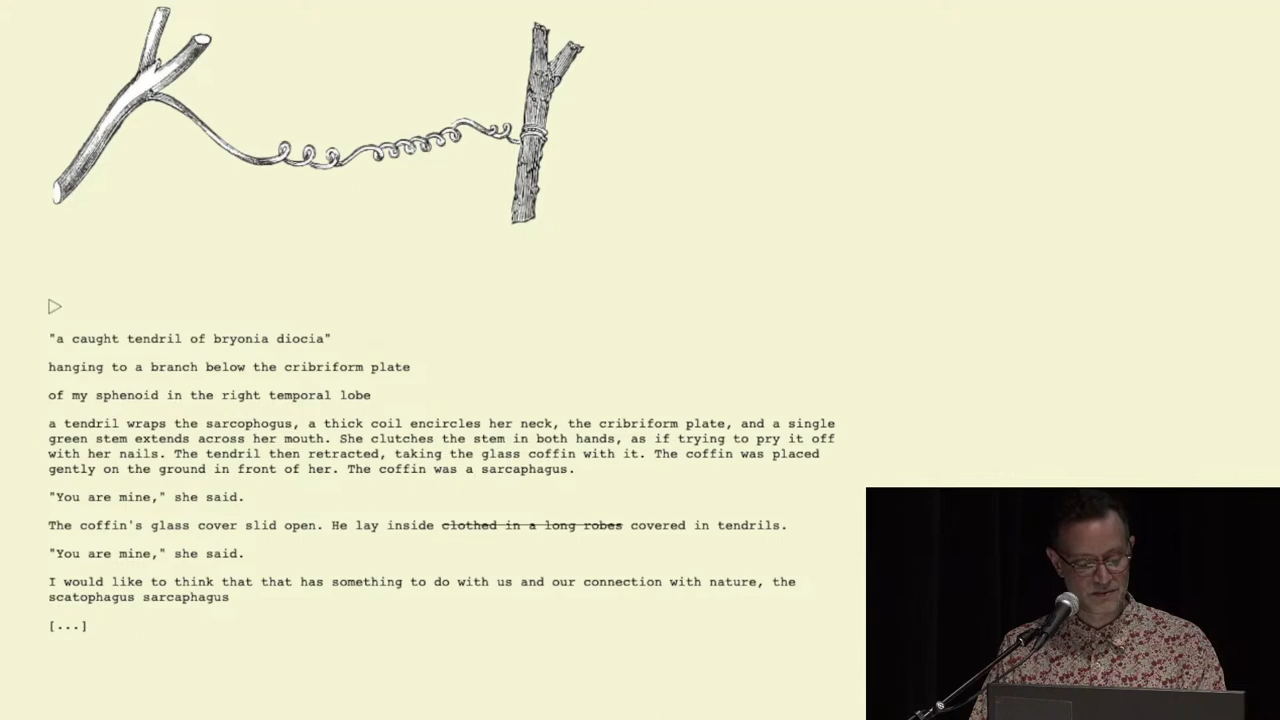 "a caught tendril of bryonia diocia"
hanging to a branch below the cribriform plate
of my sphenoid in the right temporal lobe
a tendril wraps the sarcophogus, a thick coil encircles her neck, the cribriform plate, and a single
green stem extends across her mouth. She clutches the stem in both hands, as if trying to pry it off
with her nails. The tendril then retracted, taking the glass coffin with it. The coffin was placed
gently on the ground in front of her. The coffin was a sarcaphagus.
"You are mine," she said.
The coffin's glass cover slid open. He lay inside clothed in a long robes covered in tendrils.
"You are mine," she said.
I would like to think that that has something to do with us and our connection with nature, the
scatophagus sarcaphagus
[...]